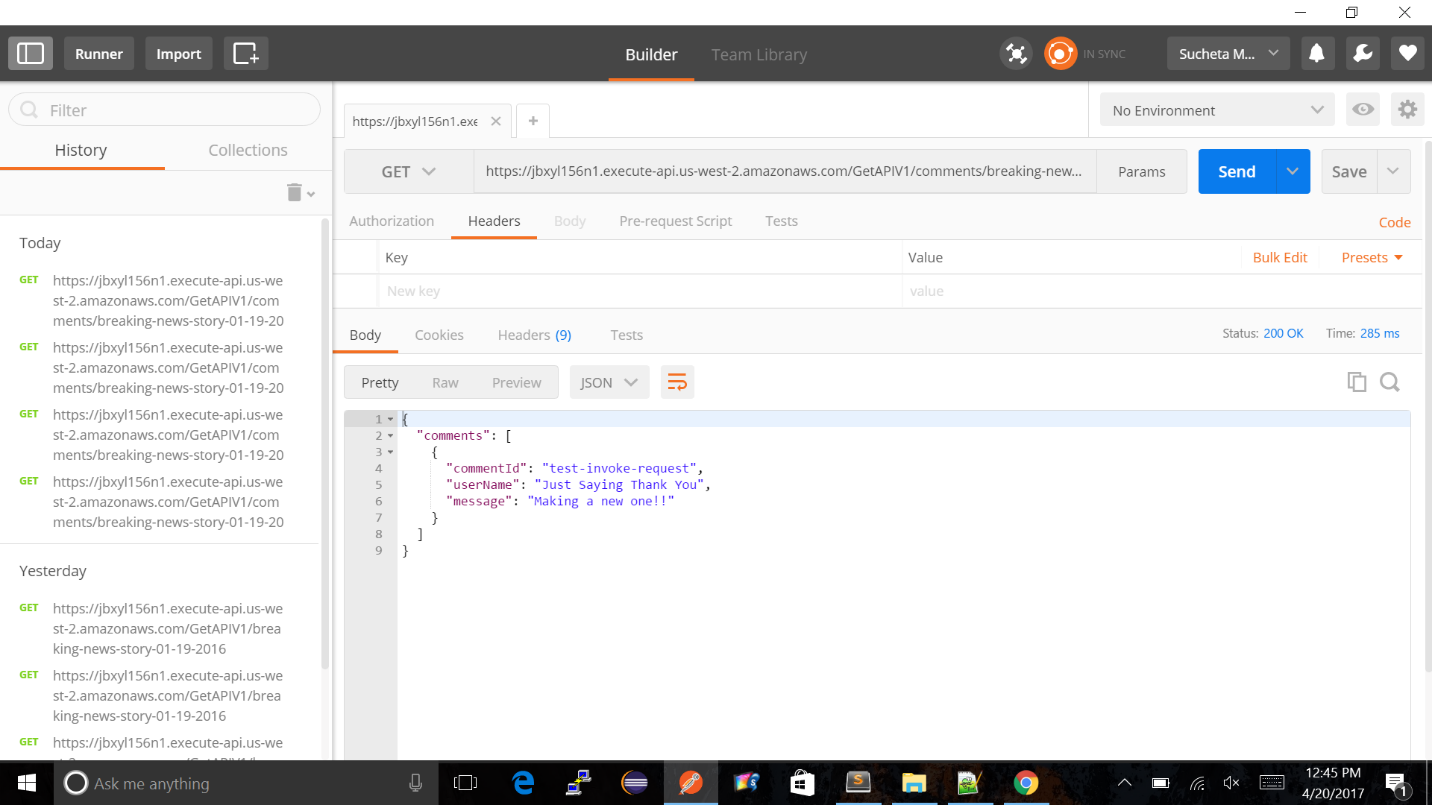 Runner
Import
Builder
Team Library
IN SYNC
Sucheta M...
Filter
History
Collections
Today
GET https://jbxyl156n1.execute-api.us-we
st-2.amazonaws.com/GetAPIV1/com
ments/breaking-news-story-01-19-20
GET https://jbxyl156n1.execute-api.us-we
st-2.amazonaws.com/GetAPIV1/com
ments/breaking-news-story-01-19-20
GET https://jbxyl156n1.execute-api.us-we
st-2.amazonaws.com/GetAPIV1/com
ments/breaking-news-story-01-19-20
GET https://jbxyl156n1.execute-api.us-we
st-2.amazonaws.com/GetAPIV1/com
ments/breaking-news-story-01-19-20
Yesterday
GET https://jbxyl156n1.execute-api.us-we
st-2.amazonaws.com/GetAPIV1/brea
king-news-story-01-19-2016
GET https://jbxyl156n1.execute-api.us-we
st-2.amazonaws.com/GetAPIV1/brea
king-news-story-01-19-2016
GET https://jbxyl156n1.execute-api.us-we
https://jbxyl156n1.exe
No Environment
GET
https://jbxyl156n1.execute-api.us-west-2.amazonaws.com/GetAPIV1/comments/breaking-new...
Params
Send
Save
Authorization
Headers
Body
Pre-request Script
Tests
Code
Key
Value
Bulk Edit
Presets
New key
value
Body
Cookies
Headers (9)
Tests
Status: 200 OK
Time: 285 ms
Pretty
Raw
Preview
JSON
1 {
2 "comments": [
3 {
4 "commentId": "test-invoke-request",
5 "userName": "Just Saying Thank You",
6 "message": "Making a new one!!"
7 }
8 ]
9 }
Ask me anything
12:45 PM
4/20/2017
1